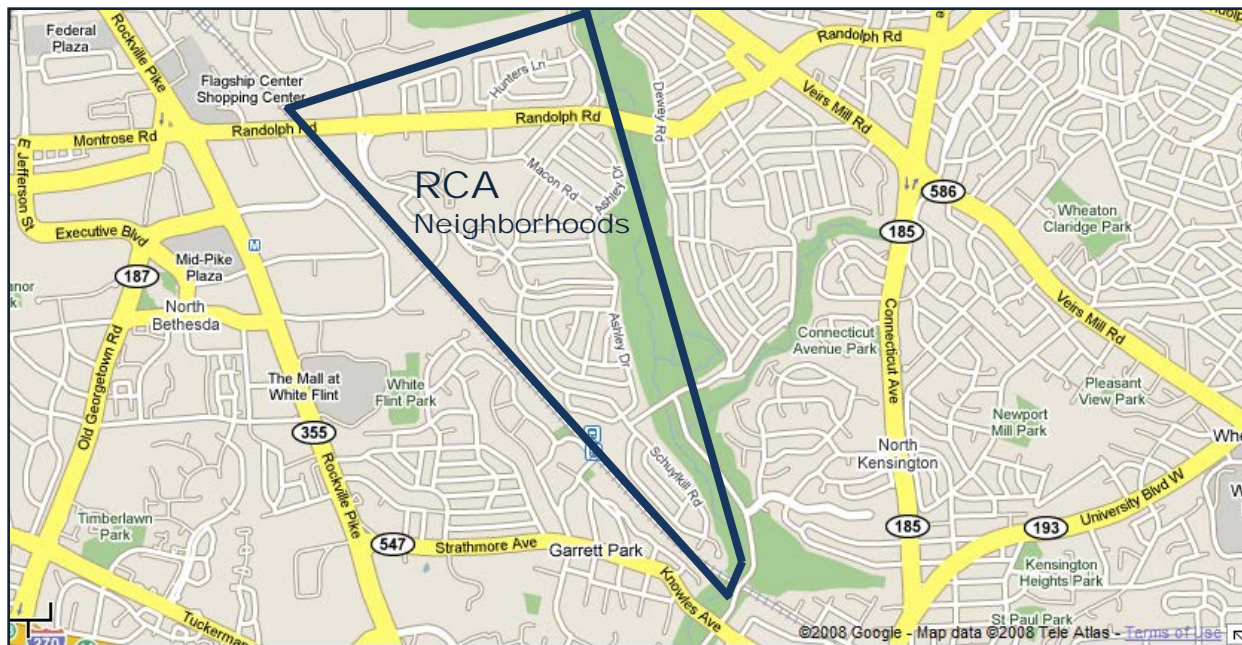 Federal
Plaza
Rockville Pike
Flagship Center
Shopping Center
Hunters Ln
Randolph Rd
Dewey Rd
Veirs Mill Rd
Montrose Rd
Randolph Rd
Randolph Rd
E Jefferson St
Macon Rd
Ashley Dr
RCA
Neighborhoods
586
185
Wheaton
Claridge Park
Executive Blvd
M
Mid-Pike
Plaza
187
North
Bethesda
Old Georgetown Rd
Ashley Dr
Connecticut
Avenue Park
Connecticut Ave
Veirs Mill Rd
The Mall at
White Flint
White
Flint Park
355
Rockville Pike
Pleasant
View Park
Newport
Mill Park
North
Kensington
Schuylkill Rd
Timberlawn
Park
547
Strathmore Ave
Garrett Park
Knowles Ave
185
193
University Blvd W
Kensington
Heights Park
St Paul Park
Tuckerman
270
©2008 Google - Map data ©2008 Tele Atlas - Terms of Use